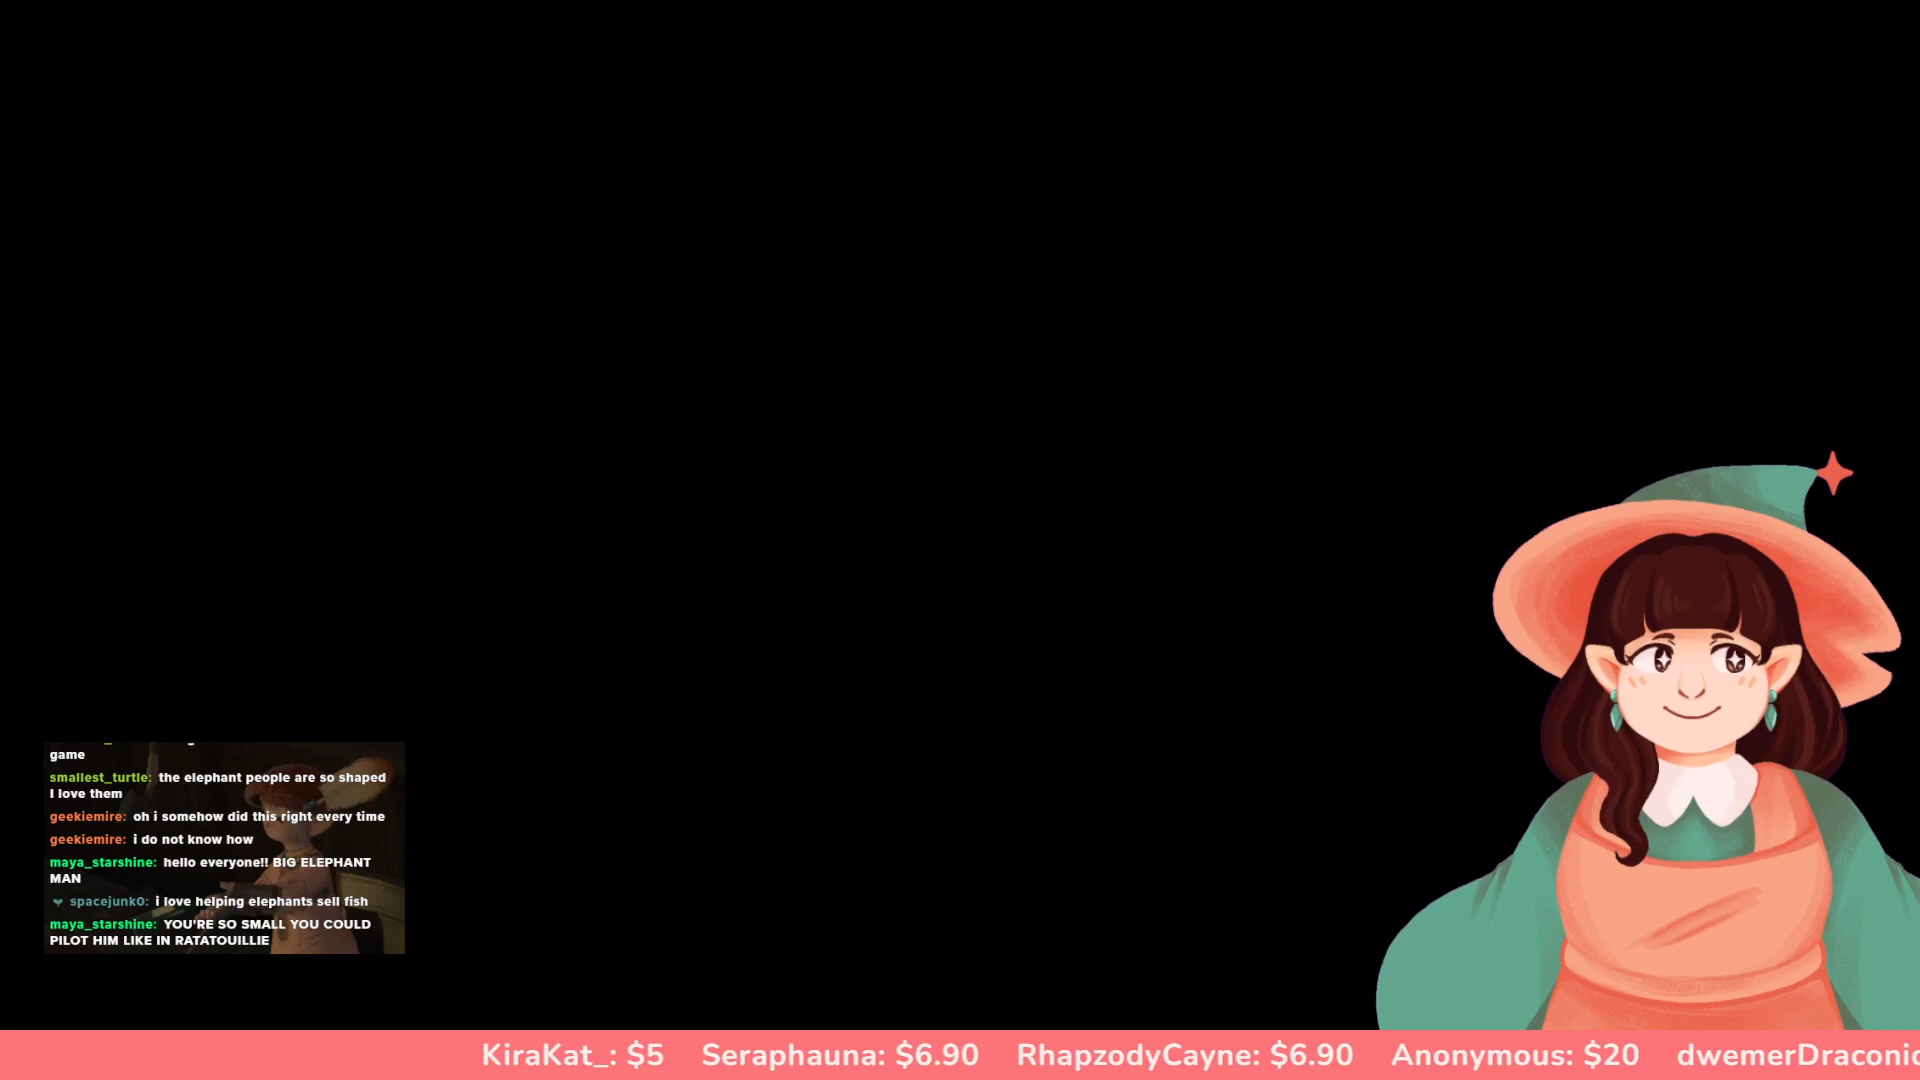 game
smallest_turtle: the elephant people are so shaped
I love them
geekiemire: oh i somehow did this right every time
geekiemire: i do not know how
maya_starshine: hello everyone!! BIG ELEPHANT
MAN
spacejunk0: i love helping elephants sell fish
maya_starshine: YOU'RE SO SMALL YOU COULD
PILOT HIM LIKE IN RATATOUILLIE
KiraKat_: $5 Seraphauna: $6.90 RhapzodyCayne: $6.90 Anonymous: $20 dwemerDraconic